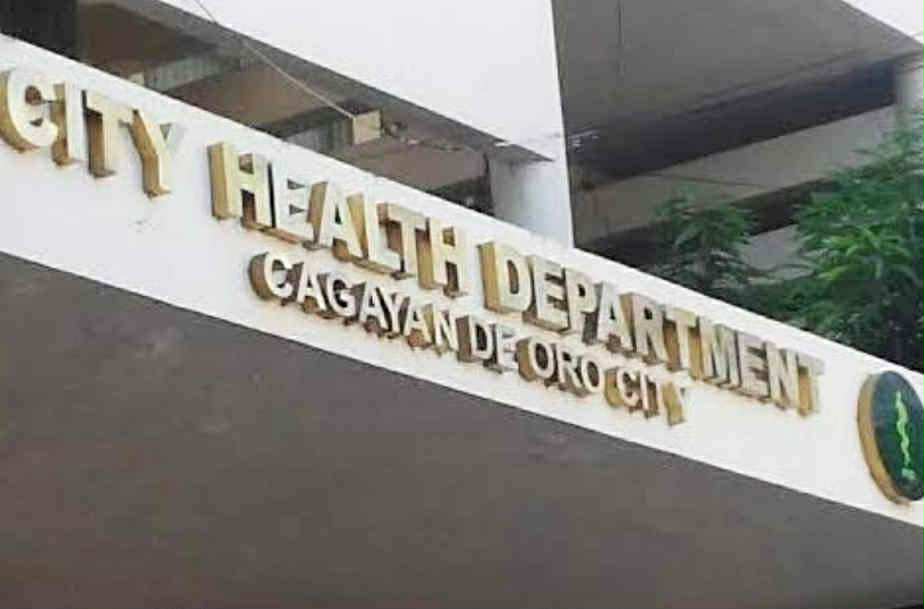 CITY HEALTH DEPARTMENT
CAGAYAN DE ORO CITY